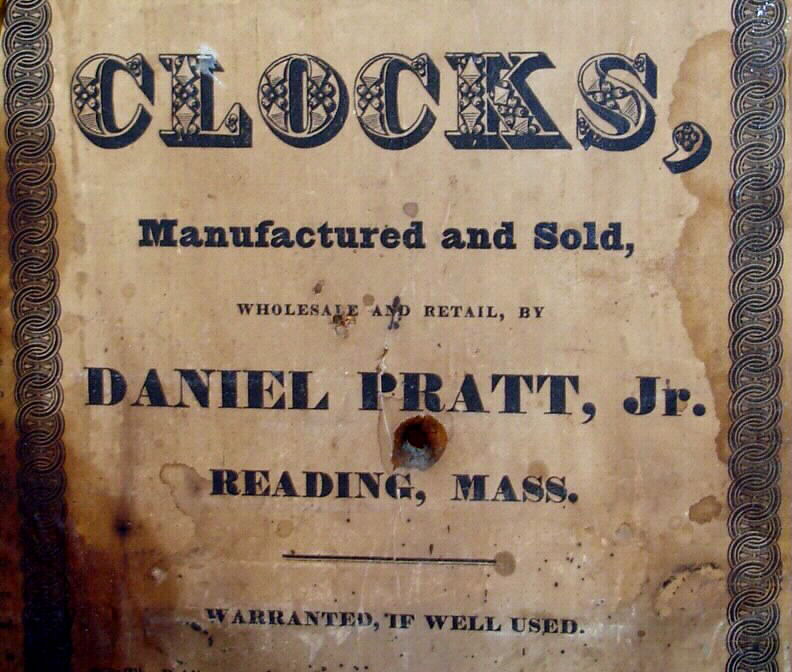 CLOCKS,
Manufactured and Sold,
WHOLESALE AND RETAIL, BY
DANIEL PRATT, Jr.
READING, MASS.
WARRANTED, IF WELL USED.